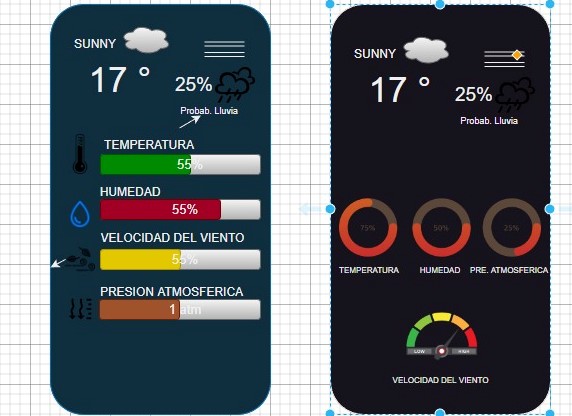 SUNNY
17 °
25%
Probab. Lluvia
TEMPERATURA
55%
HUMEDAD
55%
VELOCIDAD DEL VIENTO
55%
PRESION ATMOSFERICA
1 atm
SUNNY
17 °
25%
Probab. Lluvia
75%
50%
25%
TEMPERATURA
HUMEDAD
PRE. ATMOSFERICA
LOW
HIGH
VELOCIDAD DEL VIENTO